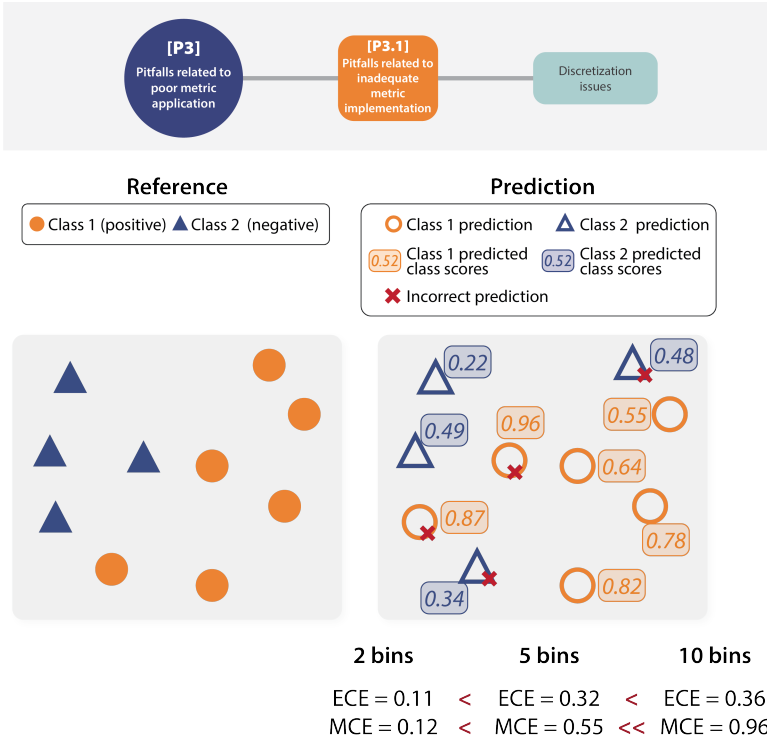 [P3]
Pitfalls related to
poor metric
application
[P3.1]
Pitfalls related to
inadequate
metric
implementation
Discretization
issues
Reference
Prediction
Class 1 (positive)
Class 2 (negative)
Class 1 prediction
Class 2 prediction
0.52
Class 1 predicted
class scores
0.52
Class 2 predicted
class scores
Incorrect prediction
0.22
0.48
0.49
0.96
0.55
0.64
0.87
0.78
0.34
0.82
2 bins
5 bins
10 bins
ECE = 0.11 < ECE = 0.32 < ECE = 0.36
MCE = 0.12 < MCE = 0.55 << MCE = 0.96